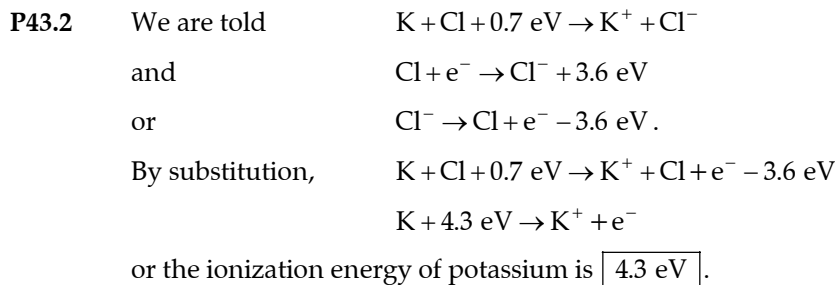 P43.2 We are told K + Cl + 0.7 eV → K⁺ + Cl⁻
and Cl + e⁻ → Cl⁻ + 3.6 eV
or Cl⁻ → Cl + e⁻ − 3.6 eV.
By substitution, K + Cl + 0.7 eV → K⁺ + Cl + e⁻ − 3.6 eV
K + 4.3 eV → K⁺ + e⁻
or the ionization energy of potassium is 4.3 eV.